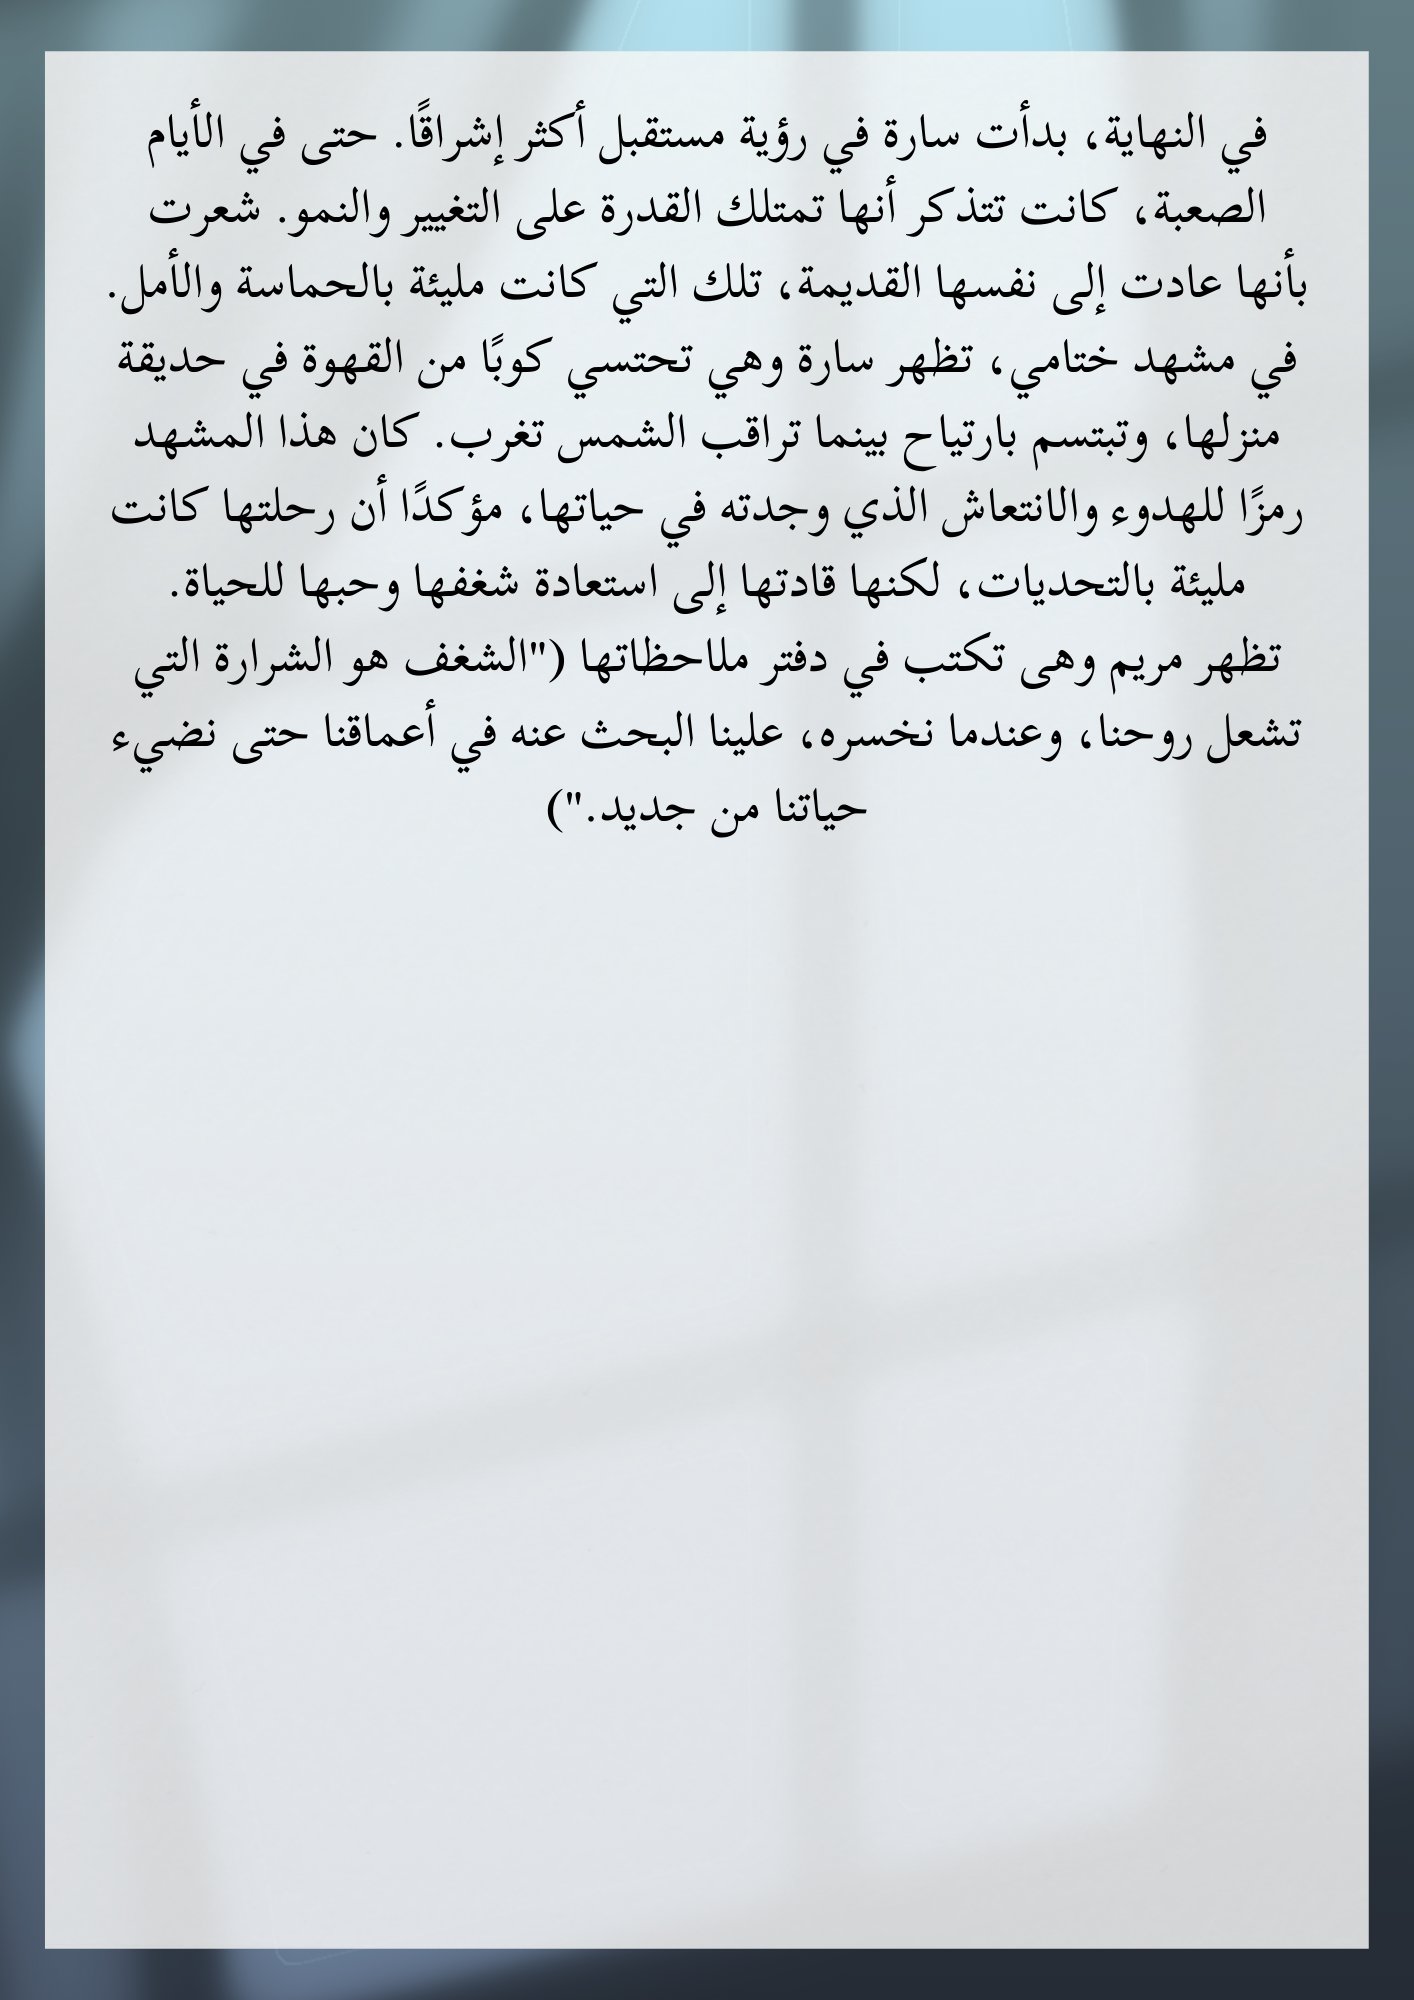 في النهاية، بدأت سارة في رؤية مستقبل أكثر إشراقًا. حتى في الأيام
الصعبة، كانت تتذكر أنها تمتلك القدرة على التغيير والنمو. شعرت
بأنها عادت إلى نفسها القديمة، تلك التي كانت مليئة بالحماسة والأمل.
في مشهد ختامي، تظهر سارة وهي تحتسي كوبًا من القهوة في حديقة
منزلها، وتبتسم بارتياح بينما تراقب الشمس تغرب. كان هذا المشهد
رمزًا للهدوء والانتعاش الذي وجدته في حياتها، مؤكدًا أن رحلتها كانت
مليئة بالتحديات، لكنها قادتها إلى استعادة شغفها وحبها للحياة.
تظهر مريم وهى تكتب في دفتر ملاحظاتها ("الشغف هو الشرارة التي
تشعل روحنا، وعندما نخسره، علينا البحث عنه في أعماقنا حتى نضيء
حياتنا من جديد.")